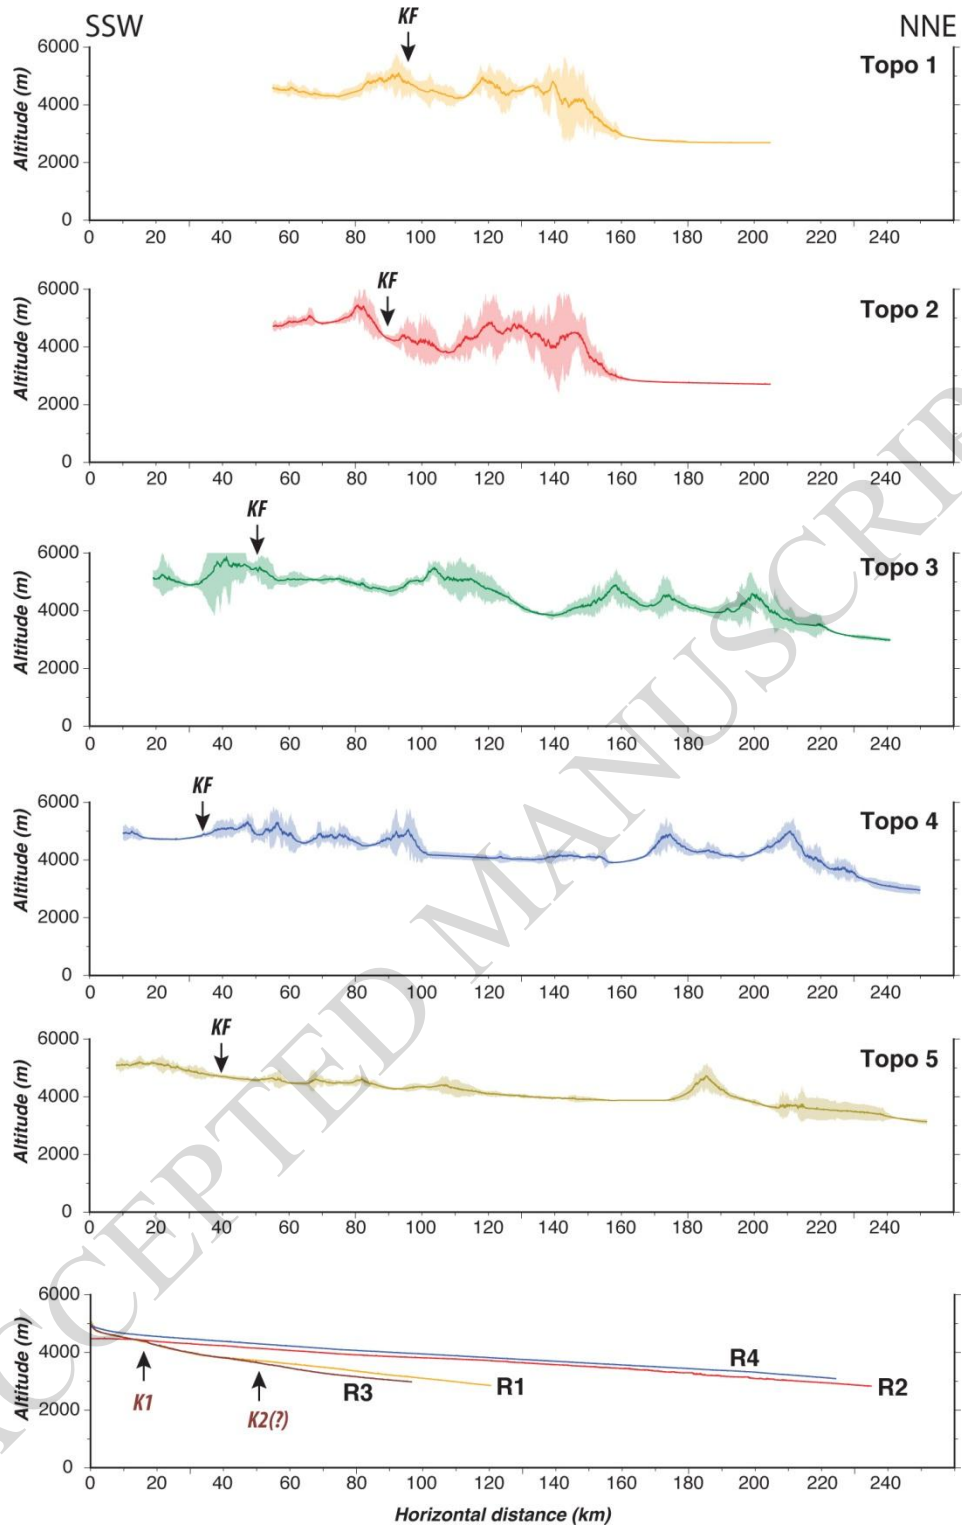 SSW
KF
NNE
Topo 1
Altitude (m)
6000
4000
2000
0
0 20 40 60 80 100 120 140 160 180 200 220 240
KF
Topo 2
Altitude (m)
6000
4000
2000
0
0 20 40 60 80 100 120 140 160 180 200 220 240
KF
Topo 3
Altitude (m)
6000
4000
2000
0
0 20 40 60 80 100 120 140 160 180 200 220 240
KF
Topo 4
Altitude (m)
6000
4000
2000
0
0 20 40 60 80 100 120 140 160 180 200 220 240
KF
Topo 5
Altitude (m)
6000
4000
2000
0
0 20 40 60 80 100 120 140 160 180 200 220 240
Altitude (m)
6000
4000
2000
0
K1
K2(?)
R3
R1
R4
R2
0 20 40 60 80 100 120 140 160 180 200 220 240
Horizontal distance (km)
ACCEPTED MANUSCRIP